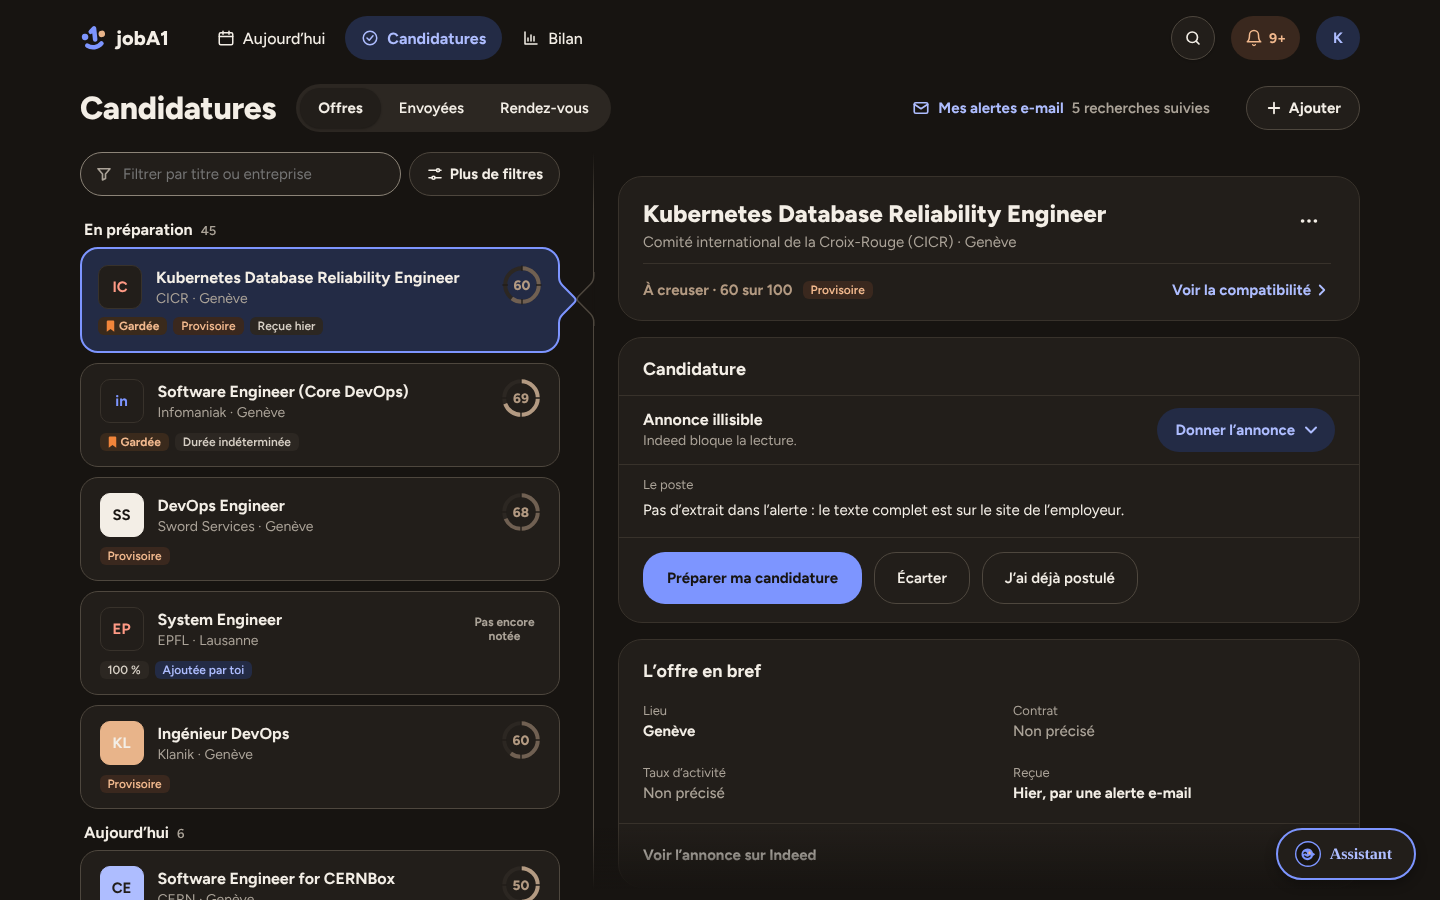 jobA1
Aujourd’hui
Candidatures
Bilan
9+
K
Candidatures
Offres
Envoyées
Rendez-vous
Mes alertes e-mail 5 recherches suivies
Ajouter
Filtrer par titre ou entreprise
Plus de filtres
En préparation 45
IC
Kubernetes Database Reliability Engineer
CICR · Genève
60
Gardée
Provisoire
Reçue hier
in
Software Engineer (Core DevOps)
Infomaniak · Genève
69
Gardée
Durée indéterminée
SS
DevOps Engineer
Sword Services · Genève
68
Provisoire
EP
System Engineer
EPFL · Lausanne
Pas encore
notée
100 %
Ajoutée par toi
KL
Ingénieur DevOps
Klanik · Genève
60
Provisoire
Aujourd’hui 6
CE
Software Engineer for CERNBox
CERN · Genève
50
Kubernetes Database Reliability Engineer
Comité international de la Croix-Rouge (CICR) · Genève
À creuser · 60 sur 100
Provisoire
Voir la compatibilité
Candidature
Annonce illisible
Indeed bloque la lecture.
Donner l’annonce
Le poste
Pas d’extrait dans l’alerte : le texte complet est sur le site de l’employeur.
Préparer ma candidature
Écarter
J’ai déjà postulé
L’offre en bref
Lieu
Genève
Contrat
Non précisé
Taux d’activité
Non précisé
Reçue
Hier, par une alerte e-mail
Voir l’annonce sur Indeed
Assistant